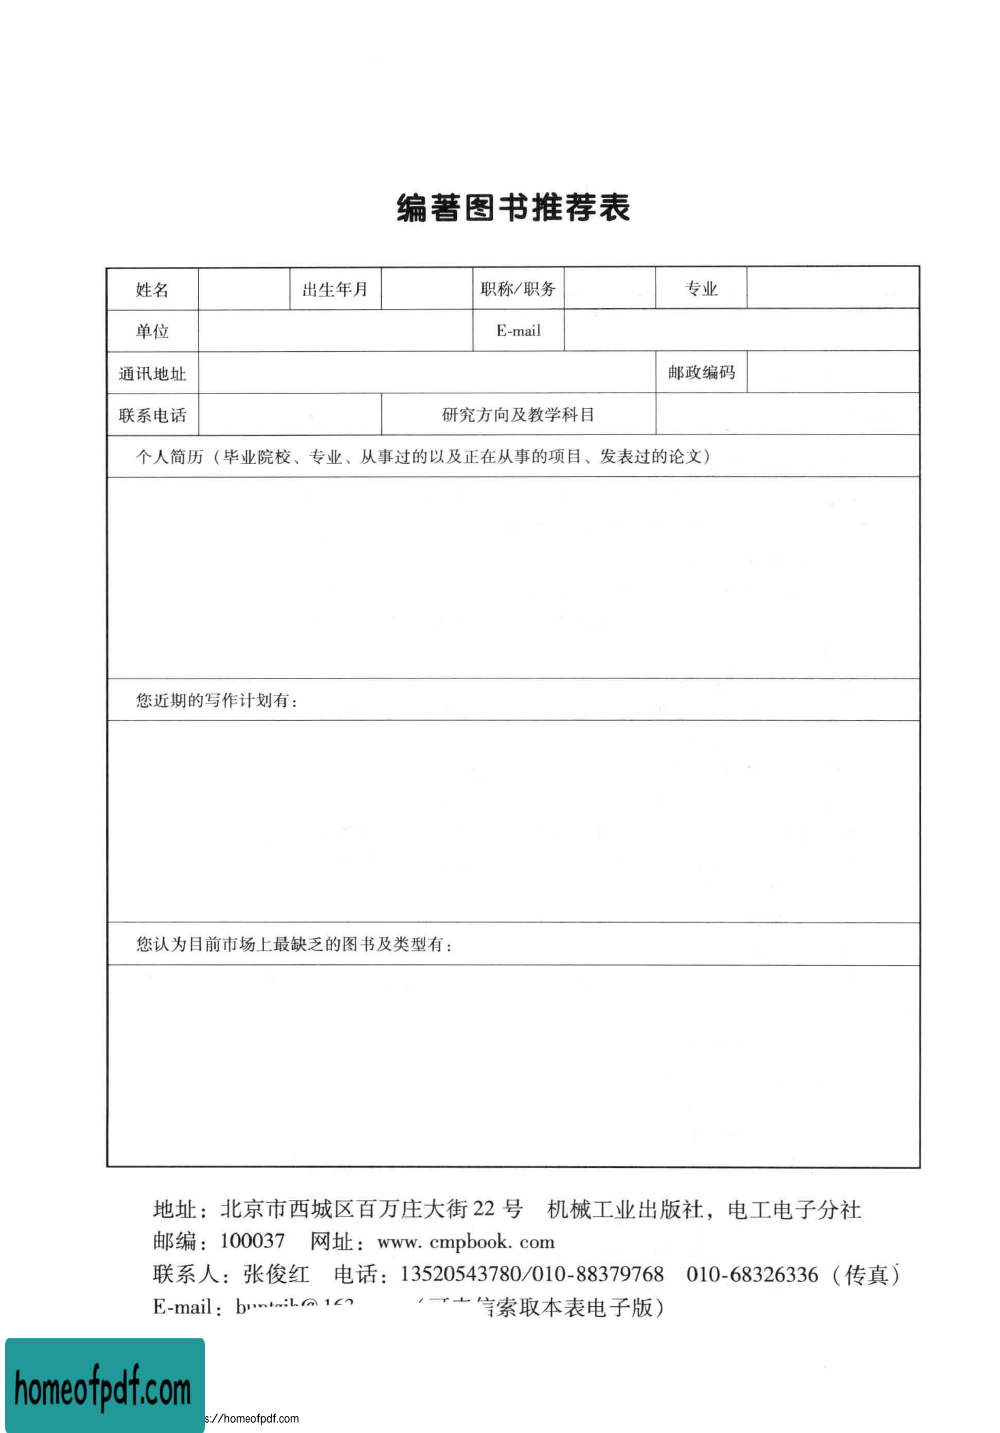 编著图书推荐表
姓名 出生年月 职称/职务 专业
单位 E-mail
通讯地址 邮政编码
联系电话 研究方向及教学科目
个人简历（毕业院校、专业、从事过的以及正在从事的项目、发表过的论文）
您近期的写作计划有：
您认为目前市场上最缺乏的图书及类型有：
地址：北京市西城区百万庄大街22号 机械工业出版社，电工电子分社
邮编：100037 网址：www. cmpbook. com
联系人：张俊红 电话：13520543780/010-88379768 010-68326336（传真）
E-mail： 信索取本表电子版）
homeofpdf.com
s://homeofpdf.com